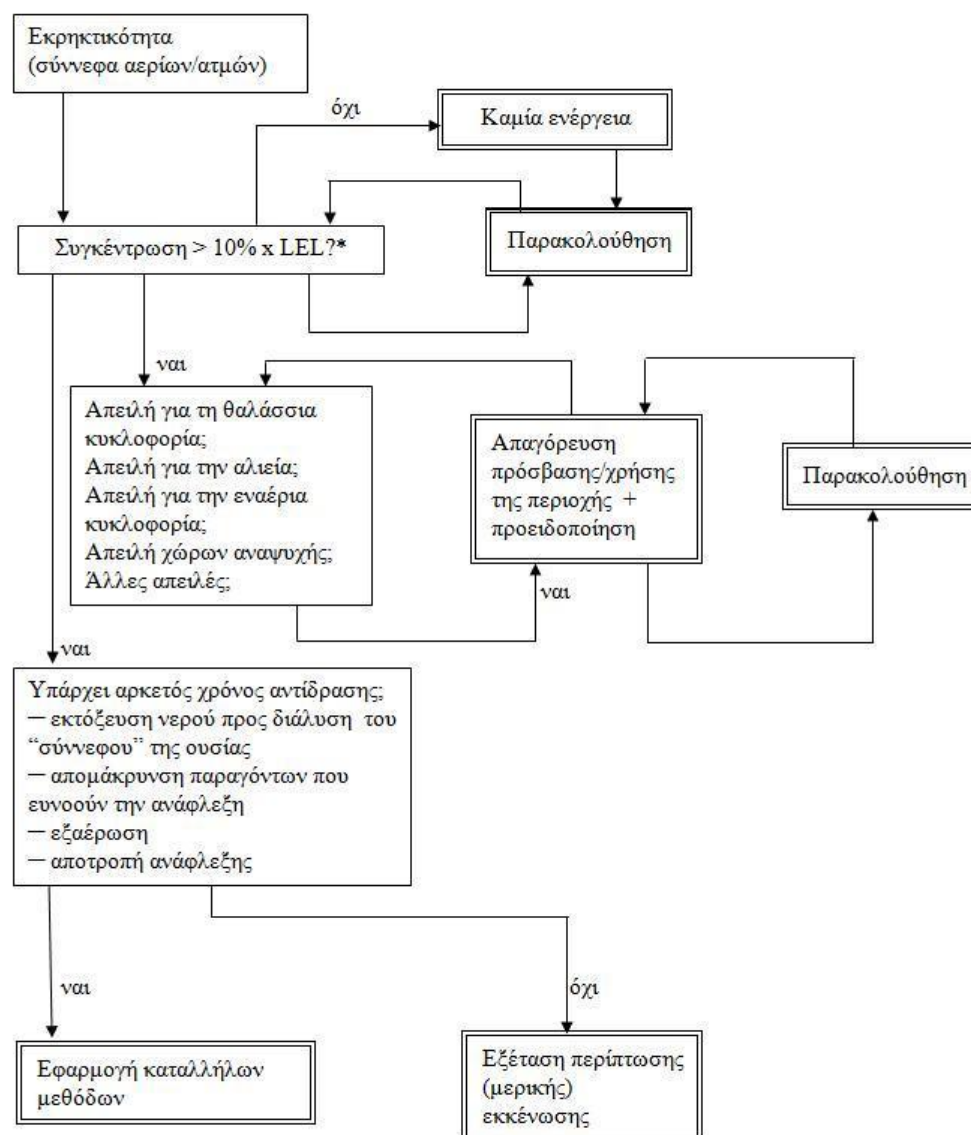 Εκρηκτικότητα
(σύννεφα αερίων/ατμών)
όχι
Καμία ενέργεια
Συγκέντρωση > 10% x LEL?*
Παρακολούθηση
ναι
Απειλή για τη θαλάσσια
κυκλοφορία;
Απειλή για την αλιεία;
Απειλή για την εναέρια
κυκλοφορία;
Απειλή χώρων αναψυχής;
Άλλες απειλές;
Απαγόρευση
πρόσβασης/χρήσης
της περιοχής +
προειδοποίηση
Παρακολούθηση
ναι
ναι
Υπάρχει αρκετός χρόνος αντίδρασης;
— εκτόξευση νερού προς διάλυση του
“σύννεφου” της ουσίας
— απομάκρυνση παραγόντων που
ευνοούν την ανάφλεξη
— εξαέρωση
— αποτροπή ανάφλεξης
ναι
όχι
Εφαρμογή καταλλήλων
μεθόδων
Εξέταση περίπτωσης
(μερικής)
εκκένωσης